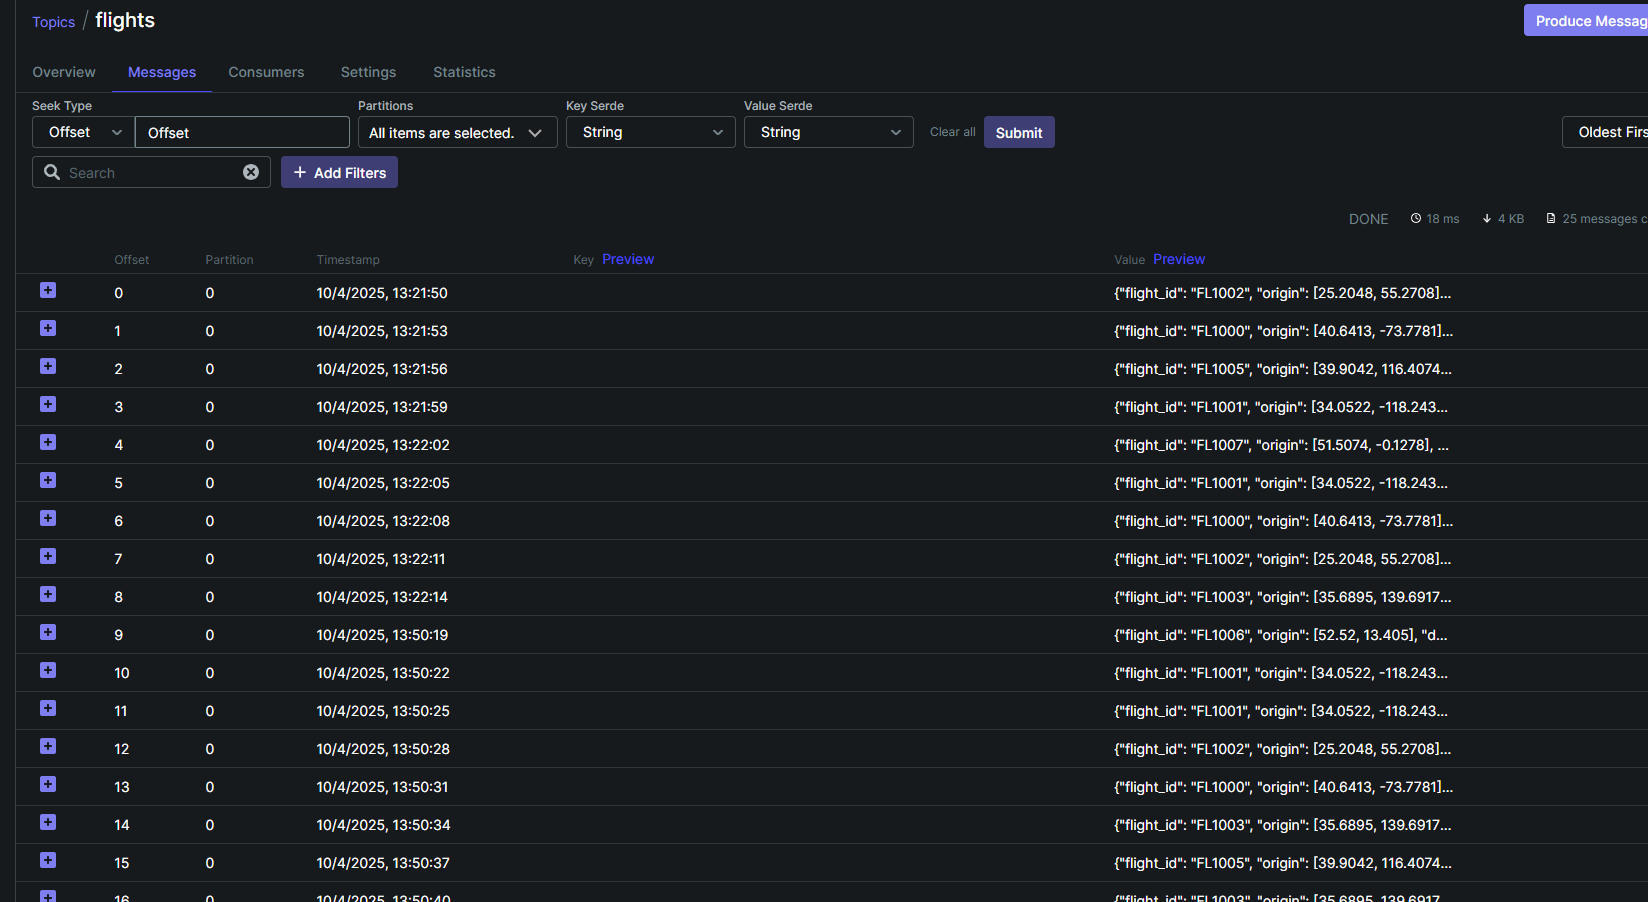 Topics / flights
Produce Messag
Overview Messages Consumers Settings Statistics
Seek Type Partitions Key Serde Value Serde
Offset Offset All items are selected. String String Clear all Submit Oldest Firs
Search + Add Filters
DONE 18 ms 4 KB 25 messages c
Offset Partition Timestamp Key Preview Value Preview
0 0 10/4/2025, 13:21:50 {"flight_id": "FL1002", "origin": [25.2048, 55.2708]...
1 0 10/4/2025, 13:21:53 {"flight_id": "FL1000", "origin": [40.6413, -73.7781]...
2 0 10/4/2025, 13:21:56 {"flight_id": "FL1005", "origin": [39.9042, 116.4074...
3 0 10/4/2025, 13:21:59 {"flight_id": "FL1001", "origin": [34.0522, -118.243...
4 0 10/4/2025, 13:22:02 {"flight_id": "FL1007", "origin": [51.5074, -0.1278], ...
5 0 10/4/2025, 13:22:05 {"flight_id": "FL1001", "origin": [34.0522, -118.243...
6 0 10/4/2025, 13:22:08 {"flight_id": "FL1000", "origin": [40.6413, -73.7781]...
7 0 10/4/2025, 13:22:11 {"flight_id": "FL1002", "origin": [25.2048, 55.2708]...
8 0 10/4/2025, 13:22:14 {"flight_id": "FL1003", "origin": [35.6895, 139.6917...
9 0 10/4/2025, 13:50:19 {"flight_id": "FL1006", "origin": [52.52, 13.405], "d...
10 0 10/4/2025, 13:50:22 {"flight_id": "FL1001", "origin": [34.0522, -118.243...
11 0 10/4/2025, 13:50:25 {"flight_id": "FL1001", "origin": [34.0522, -118.243...
12 0 10/4/2025, 13:50:28 {"flight_id": "FL1002", "origin": [25.2048, 55.2708]...
13 0 10/4/2025, 13:50:31 {"flight_id": "FL1000", "origin": [40.6413, -73.7781]...
14 0 10/4/2025, 13:50:34 {"flight_id": "FL1003", "origin": [35.6895, 139.6917...
15 0 10/4/2025, 13:50:37 {"flight_id": "FL1005", "origin": [39.9042, 116.4074...
16 0 10/4/2025, 13:50:40 {"flight_id": "FL1003", "origin": [35.6895, 139.6917